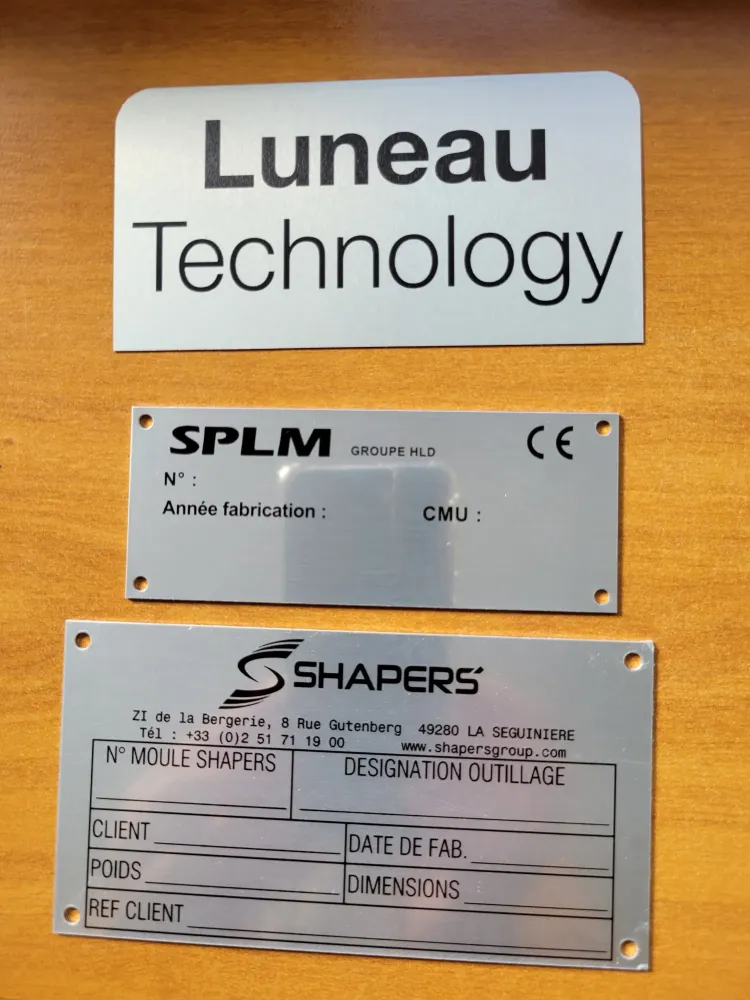 Luneau
Technology
SPLM GROUPE HLD CE
N° :
Année fabrication : CMU :
SHAPERS'
ZI de la Bergerie, 8 Rue Gutenberg 49280 LA SEGUINIERE
Tél : +33 (0)2 51 71 19 00 www.shapersgroup.com
N° MOULE SHAPERS DESIGNATION OUTILLAGE
CLIENT DATE DE FAB.
POIDS DIMENSIONS
REF CLIENT